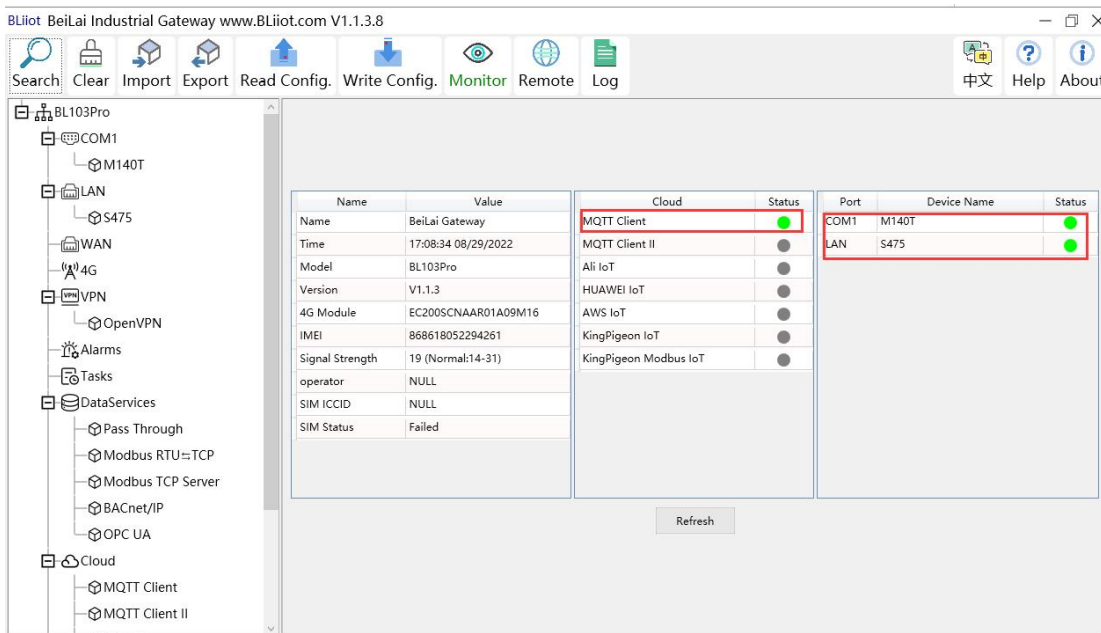 BLiiot BeiLai Industrial Gateway www.BLiiot.com V1.1.3.8
Search Clear Import Export Read Config. Write Config. Monitor Remote Log 中文 Help About
BL103Pro
COM1
M140T
LAN
S475
WAN
4G
VPN
OpenVPN
Alarms
Tasks
DataServices
Pass Through
Modbus RTU⇆TCP
Modbus TCP Server
BACnet/IP
OPC UA
Cloud
MQTT Client
MQTT Client II
Name Value
Name BeiLai Gateway
Time 17:08:34 08/29/2022
Model BL103Pro
Version V1.1.3
4G Module EC200SCNAAR01A09M16
IMEI 868618052294261
Signal Strength 19 (Normal:14-31)
operator NULL
SIM ICCID NULL
SIM Status Failed
Cloud Status
MQTT Client
MQTT Client II
Ali IoT
HUAWEI IoT
AWS IoT
KingPigeon IoT
KingPigeon Modbus IoT
Port Device Name Status
COM1 M140T
LAN S475
Refresh